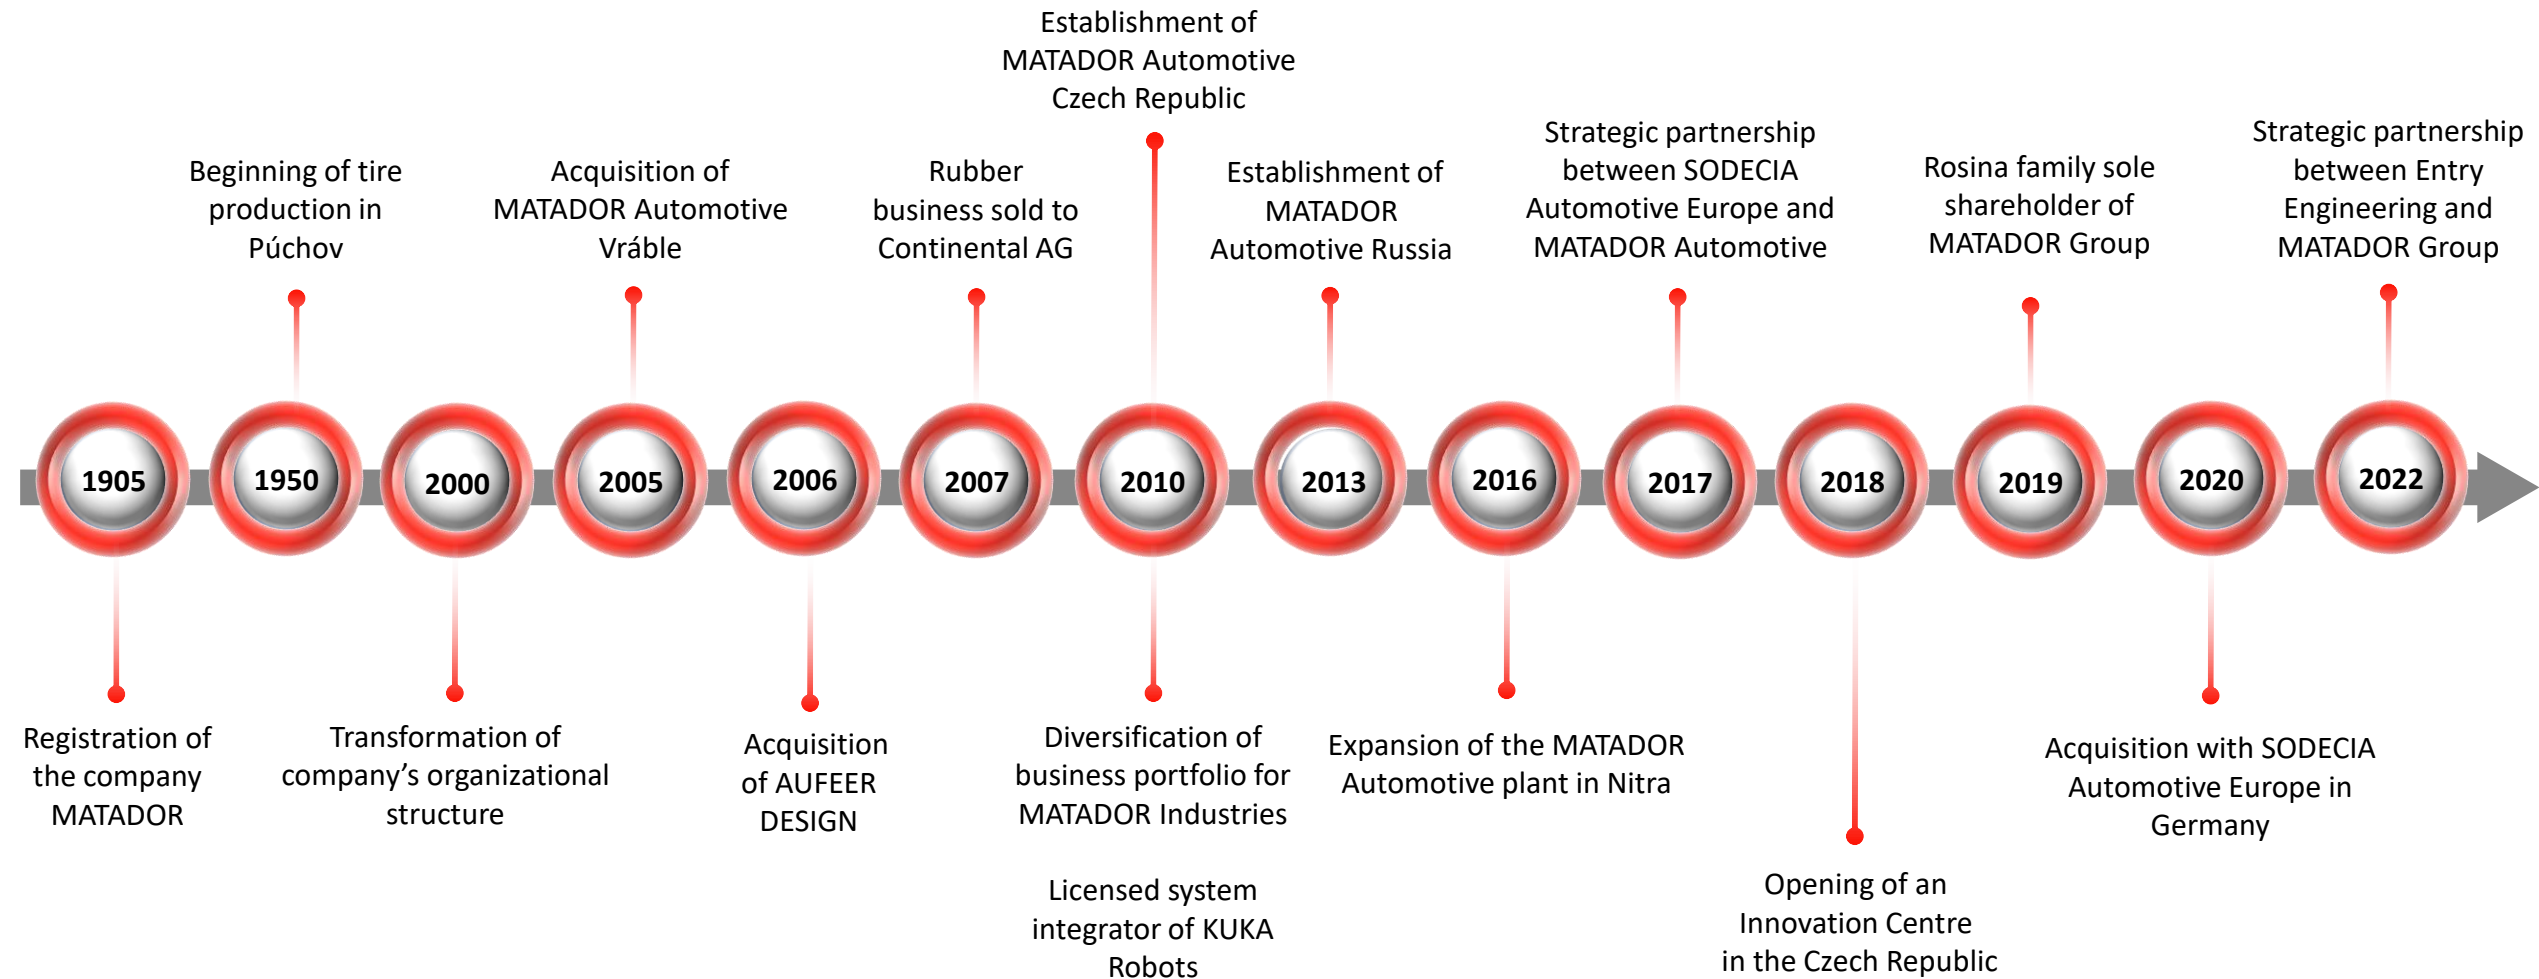 Establishment of
MATADOR Automotive
Czech Republic
Beginning of tire
production in
Púchov
Acquisition of
MATADOR Automotive
Vráble
Rubber
business sold to
Continental AG
Establishment of
MATADOR
Automotive Russia
Strategic partnership
between SODECIA
Automotive Europe and
MATADOR Automotive
Rosina family sole
shareholder of
MATADOR Group
Strategic partnership
between Entry
Engineering and
MATADOR Group
1905
1950
2000
2005
2006
2007
2010
2013
2016
2017
2018
2019
2020
2022
Registration of
the company
MATADOR
Transformation of
company’s organizational
structure
Acquisition
of AUFEER
DESIGN
Diversification of
business portfolio for
MATADOR Industries
Licensed system
integrator of KUKA
Robots
Expansion of the MATADOR
Automotive plant in Nitra
Opening of an
Innovation Centre
in the Czech Republic
Acquisition with SODECIA
Automotive Europe in
Germany